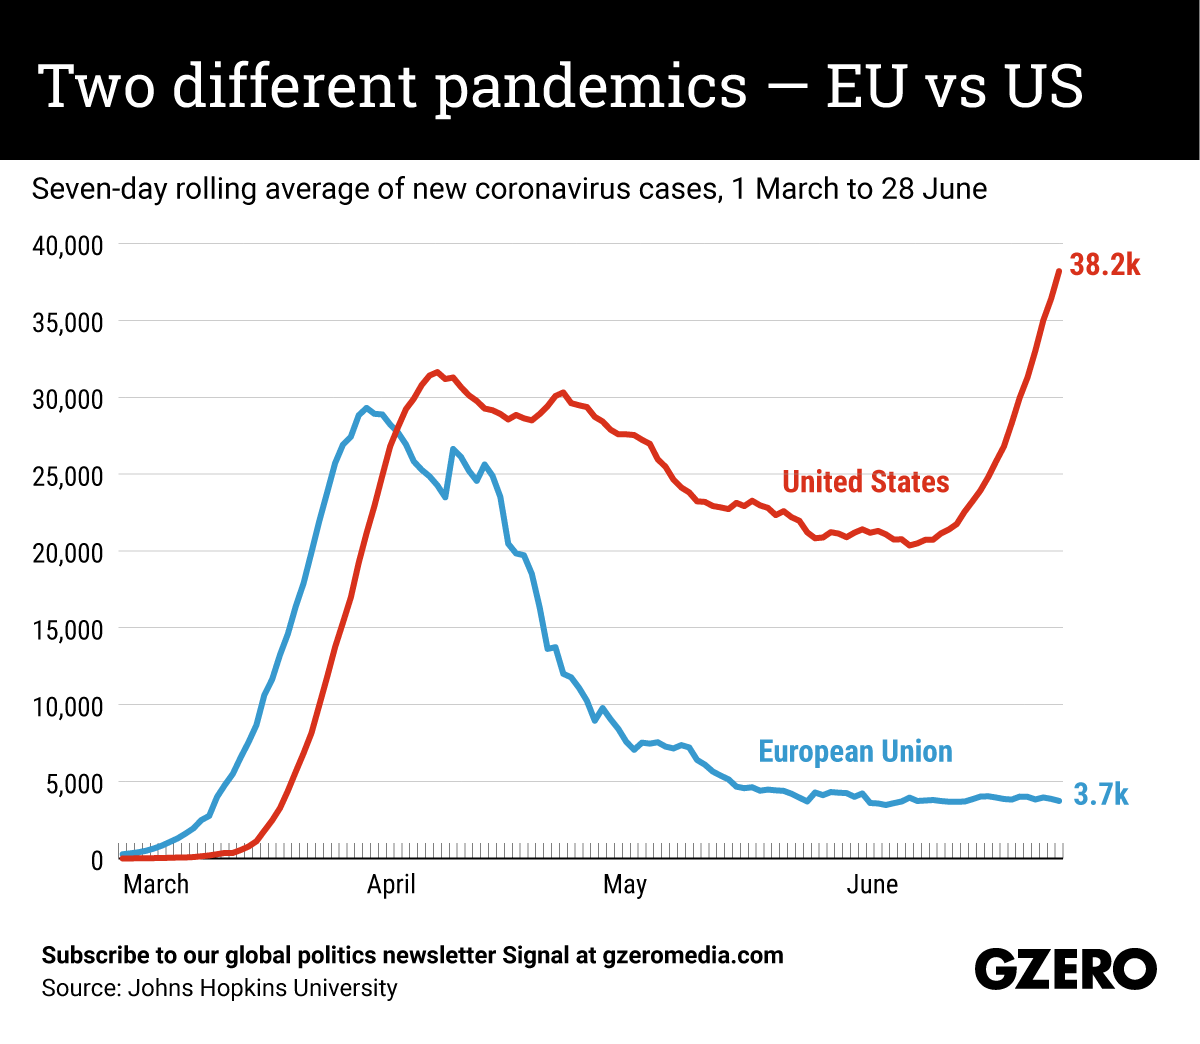 Two different pandemics — EU vs US
Seven-day rolling average of new coronavirus cases, 1 March to 28 June
40,000
38.2k
35,000
30,000
25,000
United States
20,000
15,000
10,000
European Union
5,000
3.7k
0
March April May June
Subscribe to our global politics newsletter Signal at gzeromedia.com
Source: Johns Hopkins University
GZERO